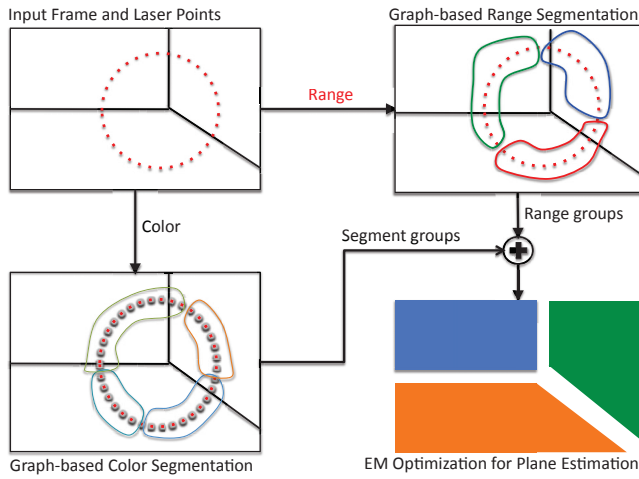 Input Frame and Laser Points
Graph-based Range Segmentation
Range
Color
Segment groups
Range groups
Graph-based Color Segmentation
EM Optimization for Plane Estimation